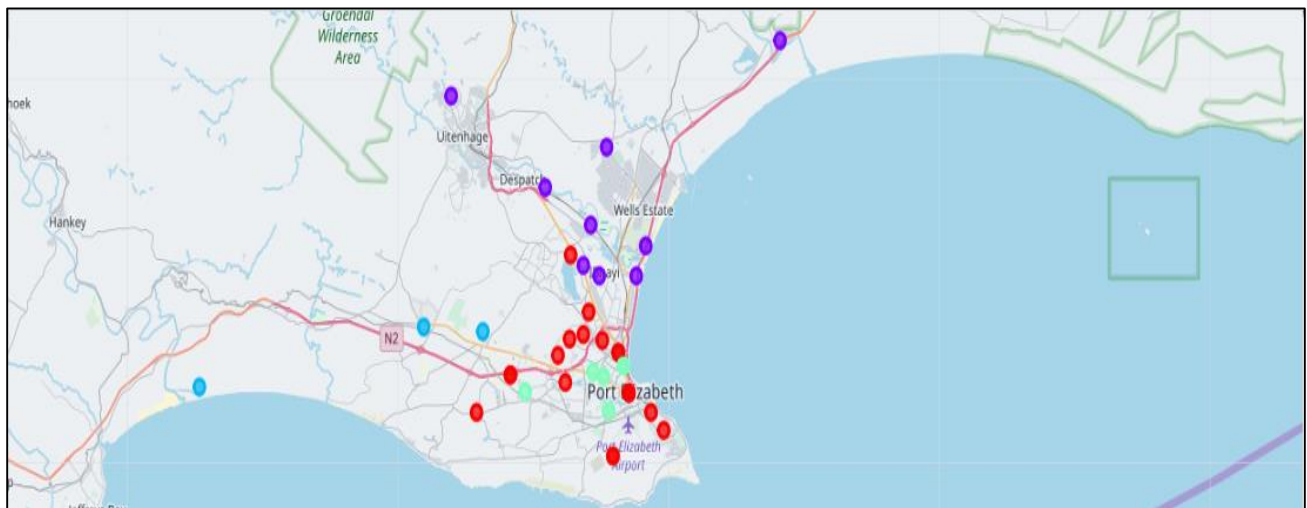 Groendal
Wilderness
Area
Uitenhage
Despatch
Wells Estate
Hankey
N2
Port Elizabeth
Port Elizabeth
Airport